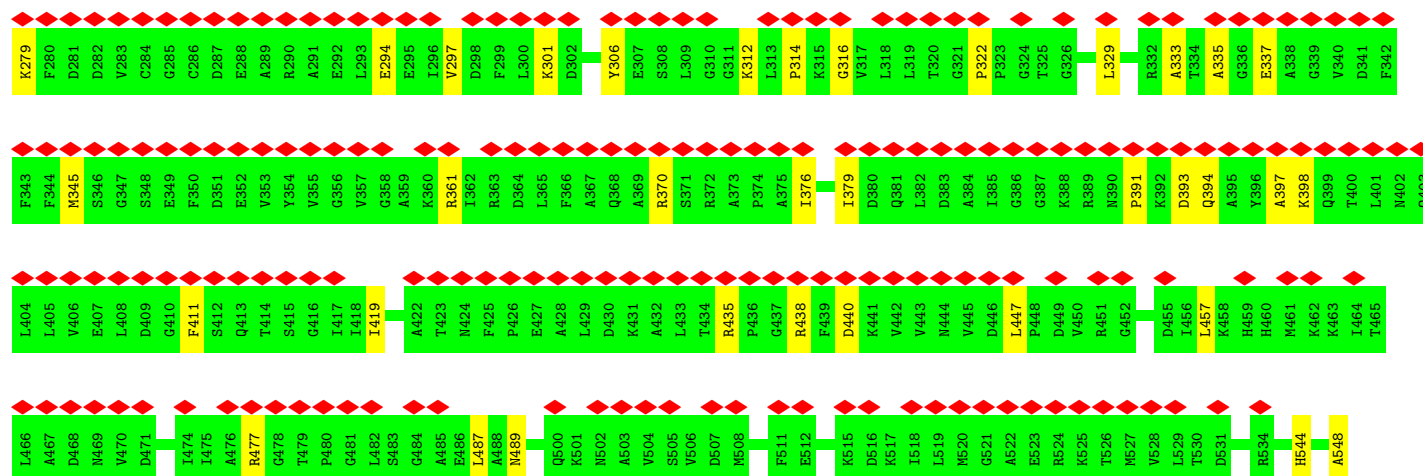 K279 F280 D281 D282 V283 C284 G285 C286 D287 E288 A289 R290 A291 E292 L293 E294 E295 I296 V297 D298 F299 L300 K301 D302 Y306 E307 S308 L309 G310 G311 K312 L313 P314 K315 G316 V317 L318 L319 T320 G321 P322 P323 G324 T325 G326 L329 R332 A333 T334 A335 G336 E337 A338 G339 V340 D341 F342
F343 F344 M345 S346 G347 S348 E349 F350 D351 E352 V353 Y354 V355 G356 V357 G358 A359 K360 R361 I362 R363 D364 L365 F366 A367 Q368 A369 R370 S371 R372 A373 P374 A375 I376 I379 D380 Q381 L382 D383 A384 I385 G386 G387 K388 R389 N390 P391 K392 D393 Q394 A395 Y396 A397 K398 Q399 T400 L401 N402
L404 L405 V406 E407 L408 D409 G410 F411 S412 Q413 T414 S415 G416 I417 I418 I419 A422 T423 N424 F425 P426 E427 A428 L429 D430 K431 A432 L433 T434 R435 P436 G437 R438 F439 D440 K441 V442 V443 N444 V445 D446 L447 P448 D449 V450 R451 G452 D455 I456 L457 K458 H459 H460 M461 K462 K463 I464 T465
L466 A467 D468 N469 V470 D471 I474 I475 A476 R477 G478 T479 P480 G481 L482 S483 G484 A485 E486 L487 A488 N489 Q500 K501 N502 A503 V504 S505 V506 D507 M508 F511 E512 K515 D516 K517 I518 L519 M520 G521 A522 E523 R524 K525 T526 M527 V528 L529 T530 D531 R534 H544 A548